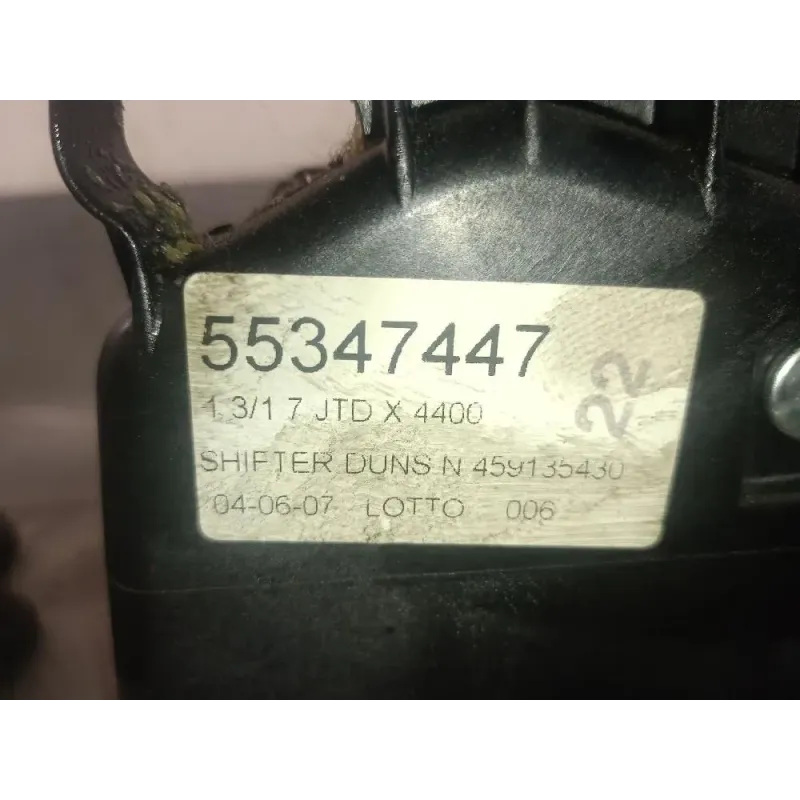 55347447
1.3/1.7 JTD X 4400
SHIFTER DUNS N 459135430
04-06-07 LOTTO 006
22